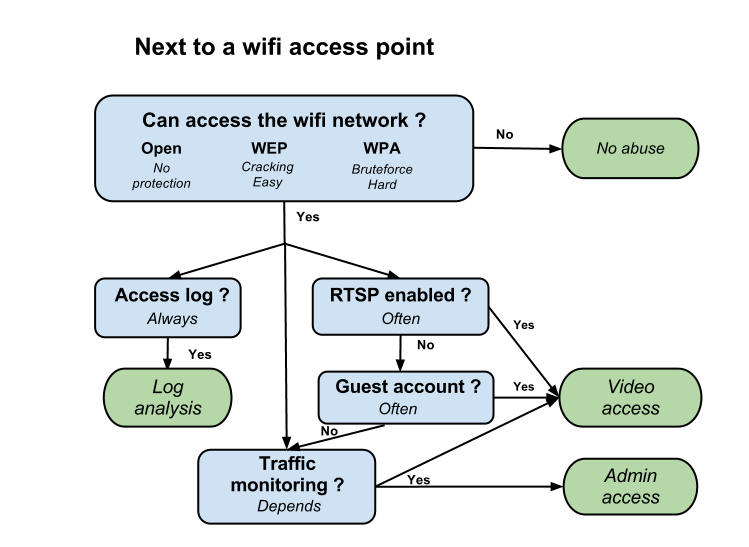 Next to a wifi access point
Can access the wifi network ?
Open WEP WPA
No protection
Cracking Easy
Bruteforce Hard
No
No abuse
Yes
Access log ?
Always
RTSP enabled ?
Often
Yes
No
Yes
Log
analysis
Guest account ?
Often
Yes
Video
access
No
Traffic
monitoring ?
Depends
Yes
Admin
access